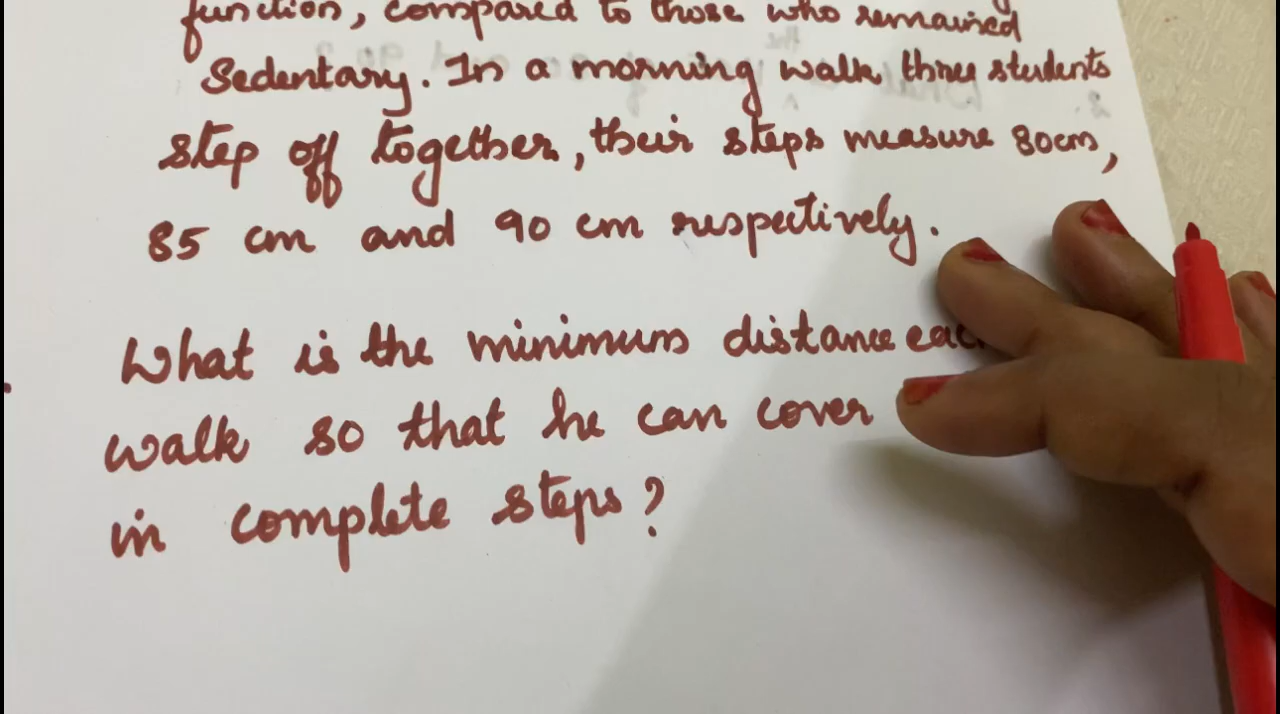 function, compared to those who remained
Sedentary. In a morning walk three students
step off together, their steps measure 80cm,
85 cm and 90 cm respectively.
What is the minimum distance
walk so that he can cover
in complete steps?